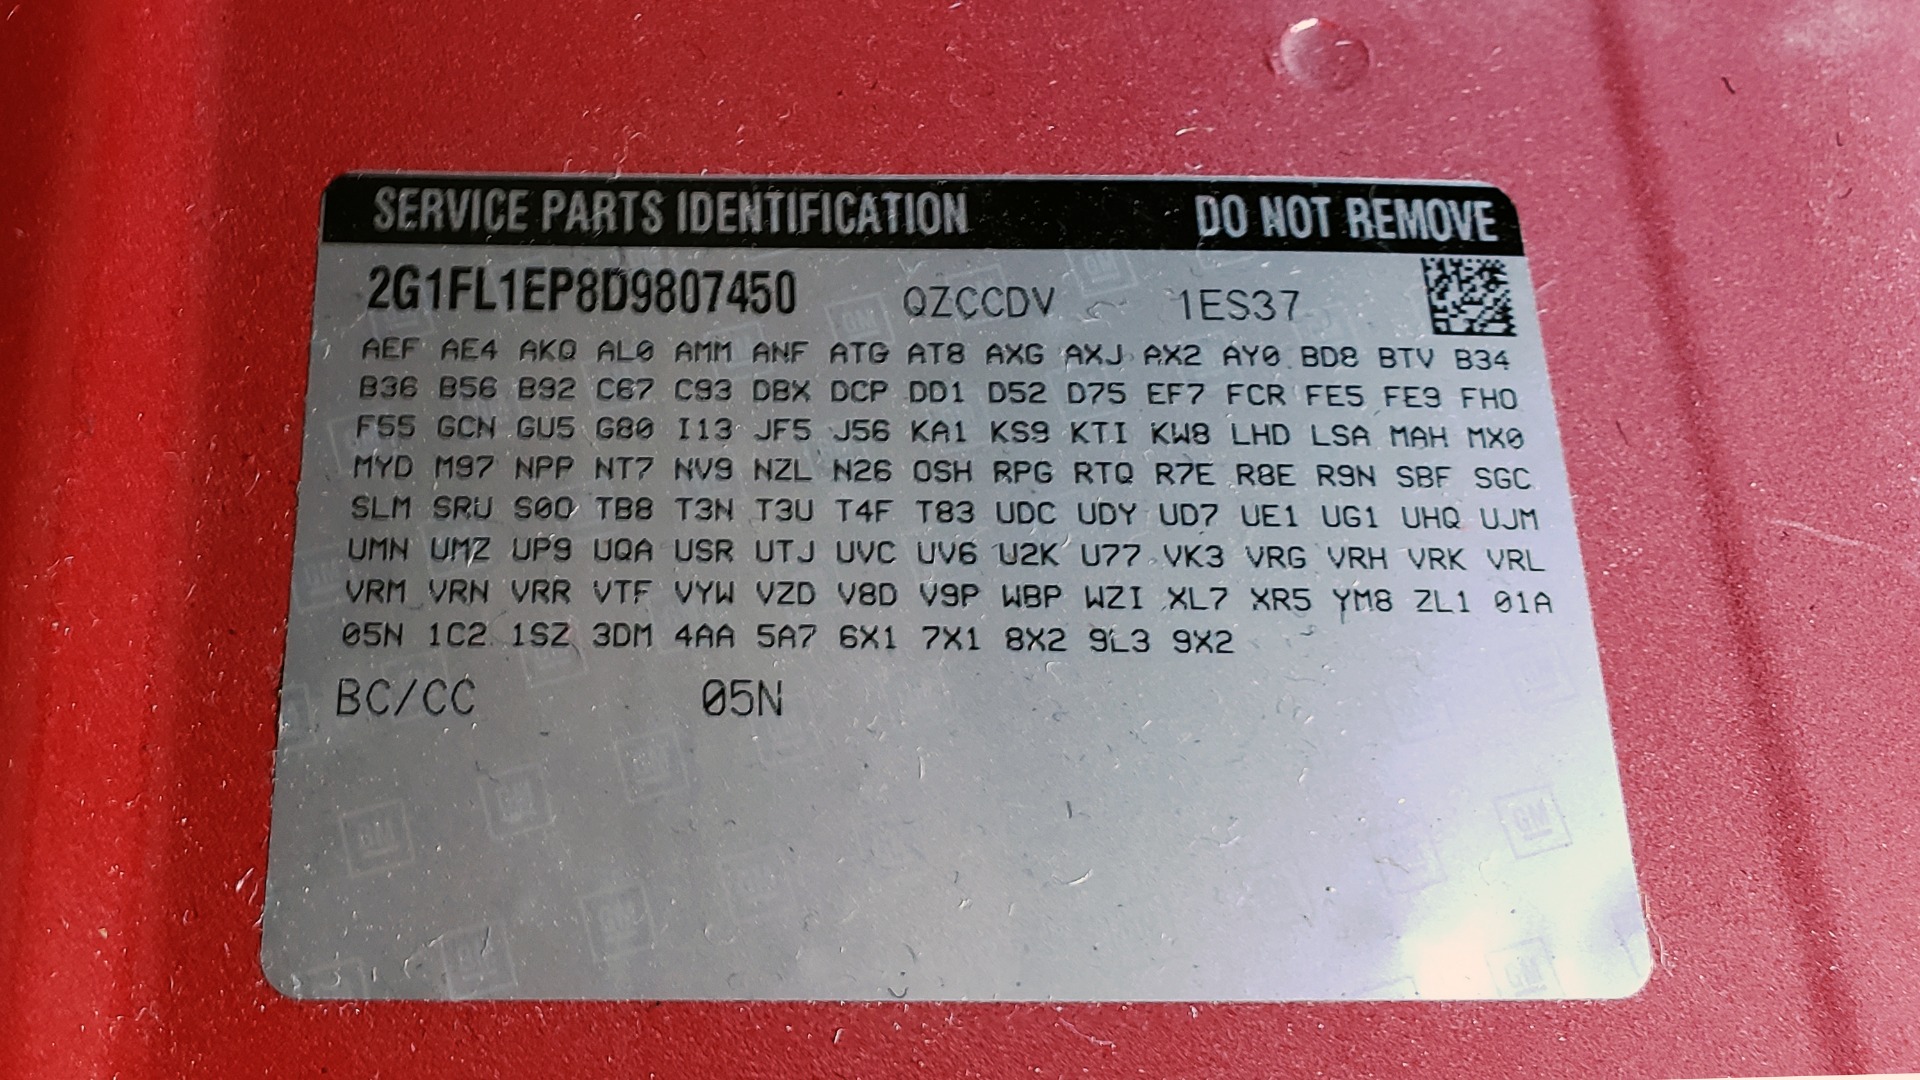 SERVICE PARTS IDENTIFICATION DO NOT REMOVE
2G1FL1EP8D9807450 QZCCDV 1ES37
AEF AE4 AKQ AL0 AMM ANF ATG AT8 AXG AXJ AX2 AY0 BD8 BTV B34
B36 B56 B92 C67 C93 DBX DCP DD1 D52 D75 EF7 FCR FE5 FE9 FHO
F55 GCN GU5 G80 I13 JF5 J56 KA1 KS9 KTI KW8 LHD LSA MAH MX0
MYD M97 NPP NT7 NV9 NZL N26 OSH RPG RTQ R7E R8E R9N SBF SGC
SLM SRU S0O TB8 T3N T3U T4F T83 UDC UDY UD7 UE1 UG1 UHQ UJM
UMN UMZ UP9 UQA USR UTJ UVC UV6 U2K U77 VK3 VRG VRH VRK VRL
VRM VRN VRR VTF VYW VZD V8D V9P WBP WZI XL7 XR5 YM8 ZL1 01A
05N 1C2 1SZ 3DM 4AA 5A7 6X1 7X1 8X2 9L3 9X2
BC/CC 05N
GM